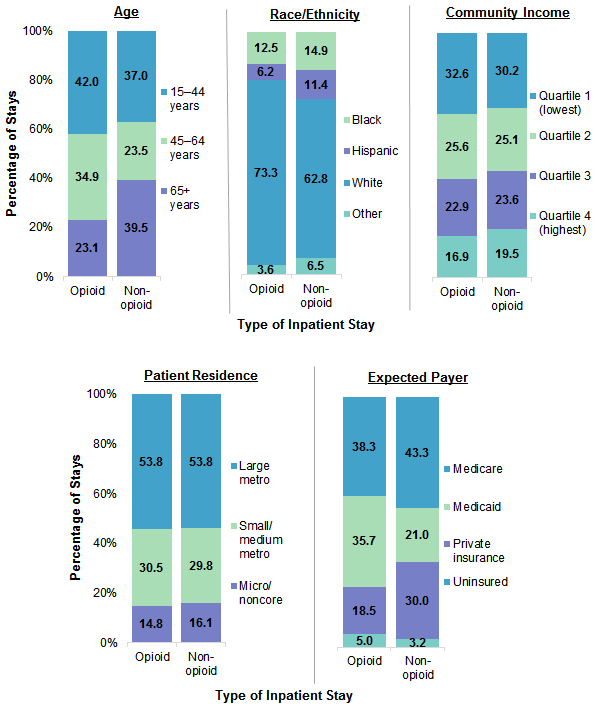 Age
Race/Ethnicity
Community Income
Percentage of Stays
100%
80%
60%
40%
20%
0%
42.0
37.0
34.9
23.5
23.1
39.5
15–44
years
45–64
years
65+
years
Opioid
Non-
opioid
12.5
14.9
6.2
11.4
73.3
62.8
3.6
6.5
Black
Hispanic
White
Other
Opioid
Non-
opioid
32.6
30.2
25.6
25.1
22.9
23.6
16.9
19.5
Quartile 1
(lowest)
Quartile 2
Quartile 3
Quartile 4
(highest)
Opioid
Non-
opioid
Type of Inpatient Stay
Patient Residence
Expected Payer
Percentage of Stays
100%
80%
60%
40%
20%
0%
53.8
53.8
30.5
29.8
14.8
16.1
Large
metro
Small/
medium
metro
Micro/
noncore
Opioid
Non-
opioid
38.3
43.3
35.7
21.0
18.5
30.0
5.0
3.2
Medicare
Medicaid
Private
insurance
Uninsured
Opioid
Non-
opioid
Type of Inpatient Stay